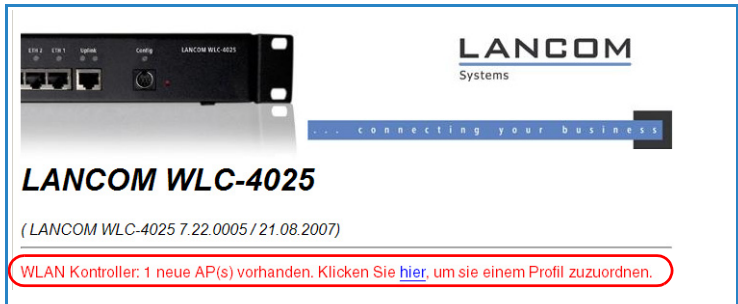 ETH 2 ETH 1 Uplink Config LANCOM WLC-4025
LANCOM
Systems
... connecting your business
LANCOM WLC-4025
( LANCOM WLC-4025 7.22.0005 / 21.08.2007)
WLAN Kontroller: 1 neue AP(s) vorhanden. Klicken Sie hier, um sie einem Profil zuzuordnen.